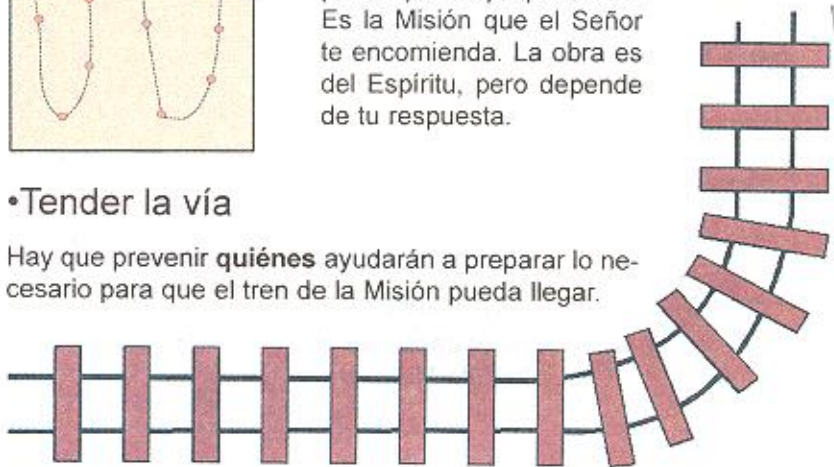 Es la Misión que el Señor
te encomienda. La obra es
del Espíritu, pero depende
de tu respuesta.
•Tender la vía
Hay que prevenir quiénes ayudarán a preparar lo ne-
cesario para que el tren de la Misión pueda llegar.